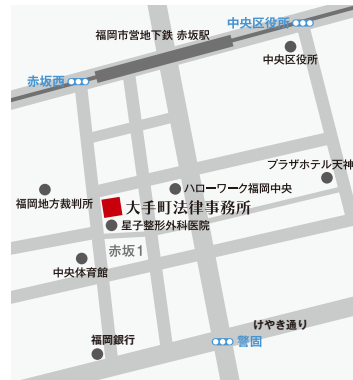 中央区役所
福岡市営地下鉄 赤坂駅
中央区役所
赤坂西
プラザホテル天神
ハローワーク福岡中央
福岡地方裁判所
大手町法律事務所
星子整形外科医院
赤坂1
中央体育館
けやき通り
福岡銀行
警固